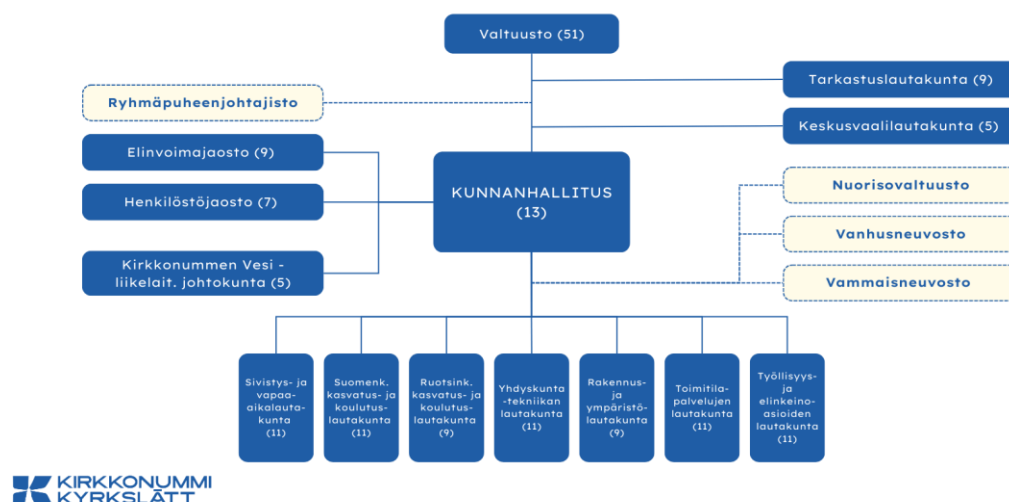 Valtuusto (51)
Tarkastuslautakunta (9)
Ryhmäpuheenjohtajisto
Keskusvaalilautakunta (5)
Elinvoimajaosto (9)
KUNNANHALLITUS
(13)
Henkilöstöjaosto (7)
Nuorisovaltuusto
Vanhusneuvosto
Kirkkonummen Vesi -
liikelait. johtokunta (5)
Vammaisneuvosto
Sivistys- ja
vapaa-
aikalauta-
kunta
(11)
Suomenk.
kasvatus- ja
koulutus-
lautakunta
(11)
Ruotsink.
kasvatus- ja
koulutus-
lautakunta
(9)
Yhdyskunta
-tekniikan
lautakunta
(11)
Rakennus-
ja
ympäristö-
lautakunta
(9)
Toimitila-
palvelujen
lautakunta
(11)
Työllisyys-
ja
elinkeino-
asioiden
lautakunta
(11)
KIRKKONUMMI
KYRKSLÄTT